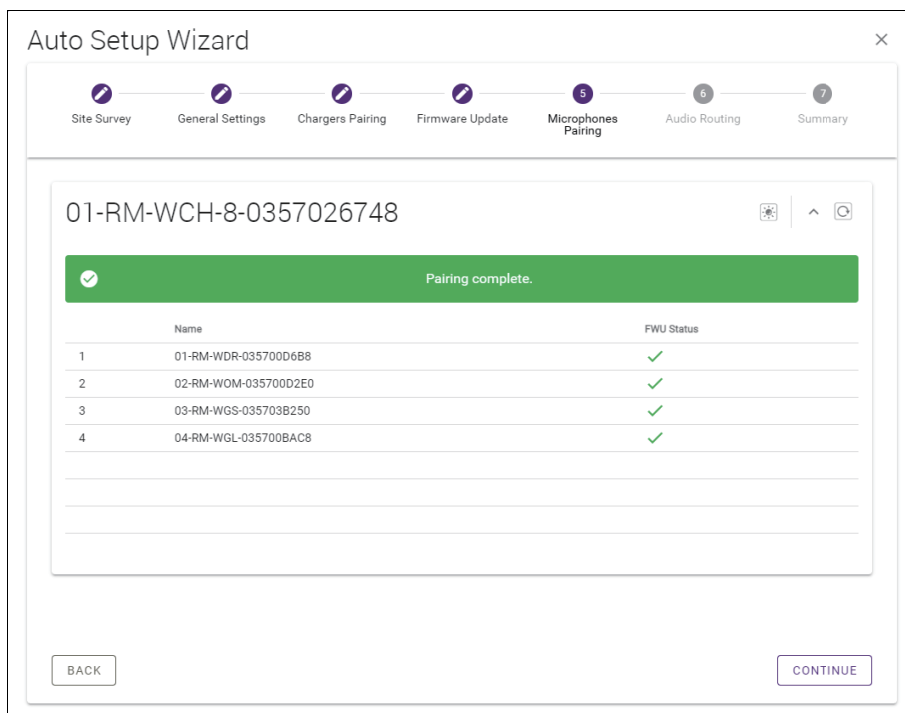 Auto Setup Wizard
5
6
7
Site Survey
General Settings
Chargers Pairing
Firmware Update
Microphones
Pairing
Audio Routing
Summary
01-RM-WCH-8-0357026748
Pairing complete.
Name FWU Status
1 01-RM-WDR-035700D6B8
2 02-RM-WOM-035700D2E0
3 03-RM-WGS-035703B250
4 04-RM-WGL-035700BAC8
BACK
CONTINUE